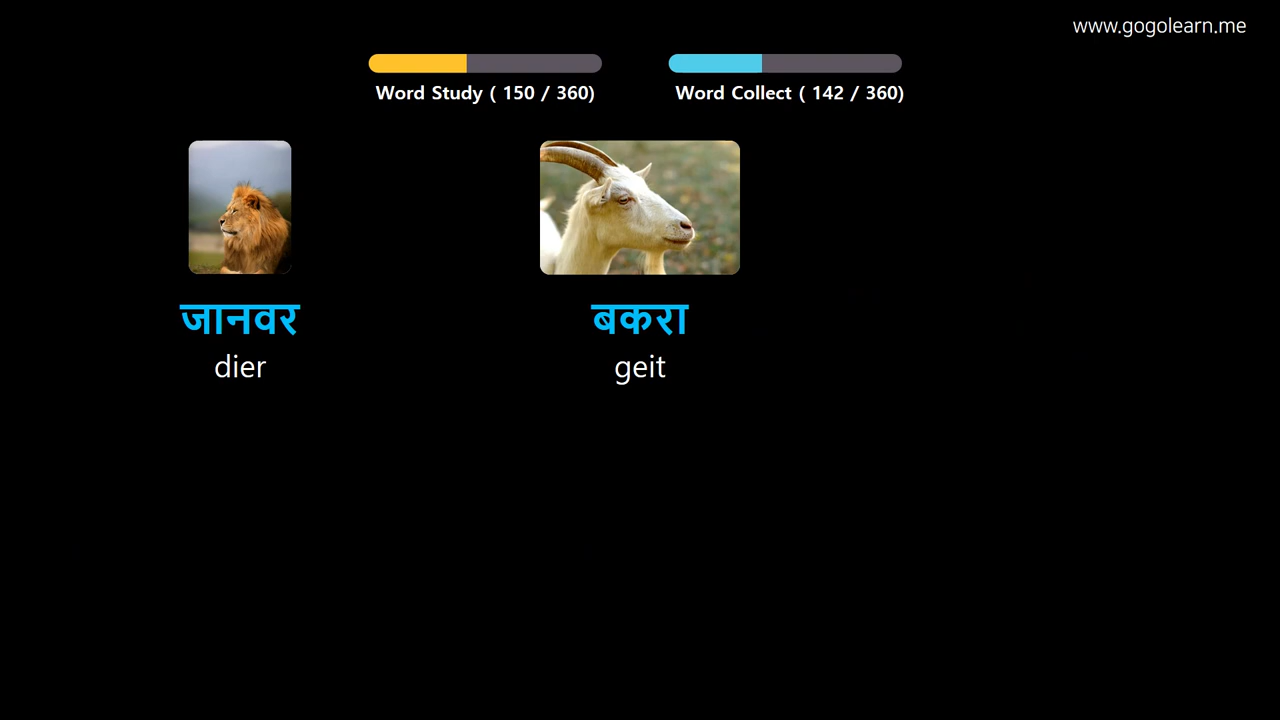 www.gogolearn.me
Word Study ( 150 / 360)
Word Collect ( 142 / 360)
जानवर
dier
बकरा
geit